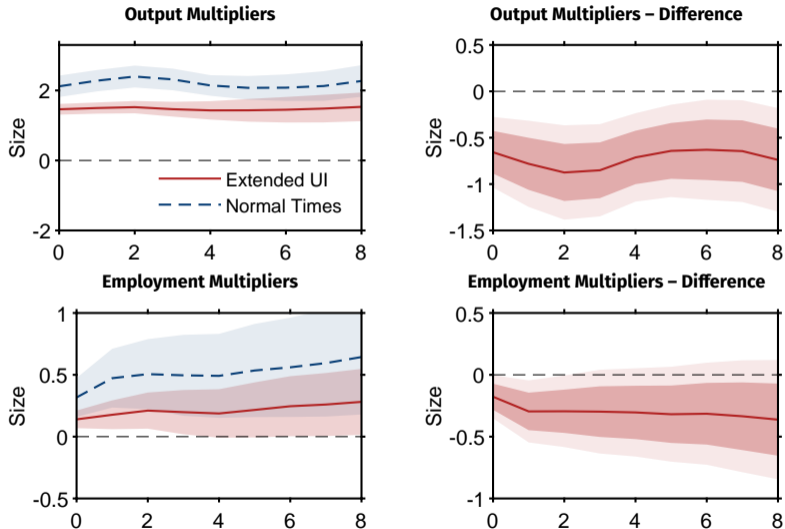 Output Multipliers
Size
2
0
-2
0 2 4 6 8
Extended UI
Normal Times
Output Multipliers – Difference
Size
0.5
0
-0.5
-1
-1.5
0 2 4 6 8
Employment Multipliers
Size
1
0.5
0
-0.5
0 2 4 6 8
Employment Multipliers – Difference
Size
0.5
0
-0.5
-1
0 2 4 6 8